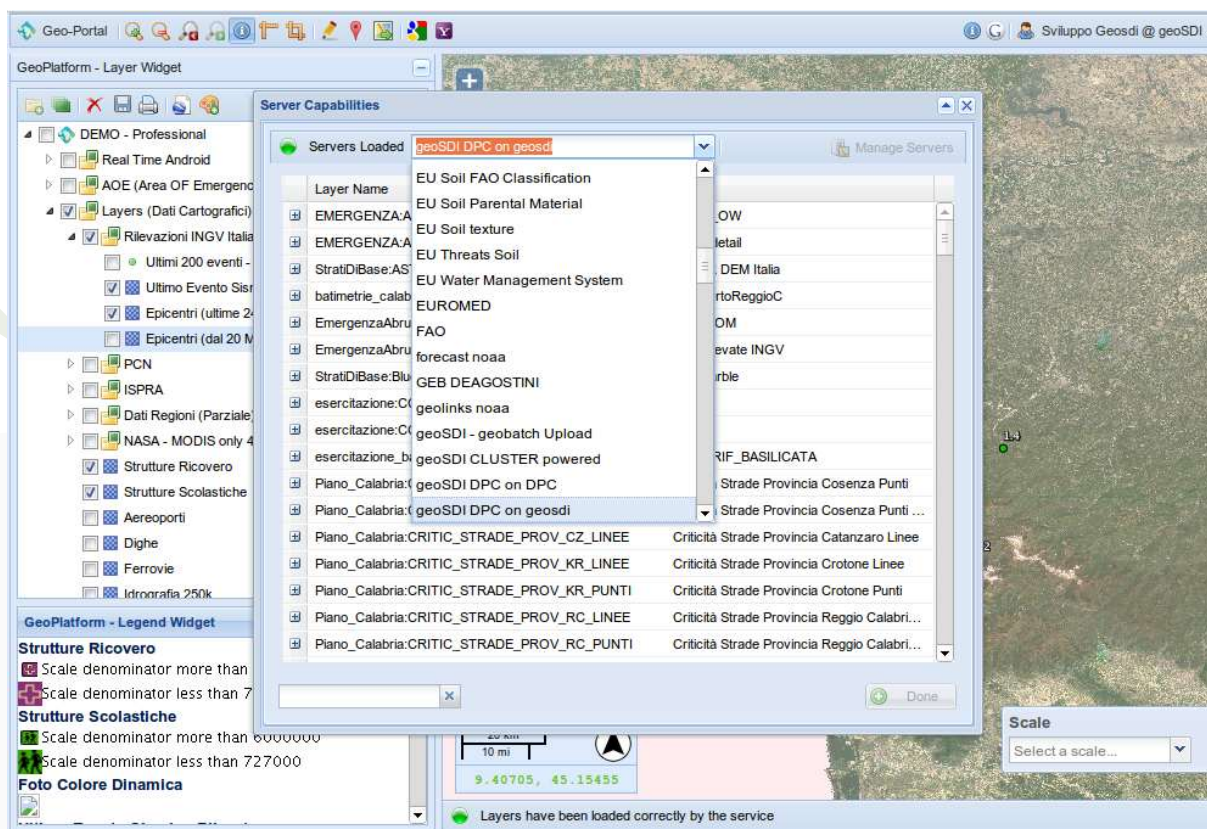 Geo-Portal
Sviluppo Geosdi @ geoSDI
GeoPlatform - Layer Widget
DEMO - Professional
Real Time Android
AOE (Area OF Emergenc
Layers (Dati Cartografici)
Rilevazioni INGV Italia
Ultimi 200 eventi -
Ultimo Evento Sisr
Epicentri (ultime 24
Epicentri (dal 20 M
PCN
ISPRA
Dati Regioni (Parziale)
NASA - MODIS only 4
Strutture Ricovero
Strutture Scolastiche
Aereoporti
Dighe
Ferrovie
Idrografia 250k
GeoPlatform - Legend Widget
Strutture Ricovero
Scale denominator more than
Scale denominator less than 7
Strutture Scolastiche
Scale denominator more than 6000000
Scale denominator less than 727000
Foto Colore Dinamica
Server Capabilities
Servers Loaded geoSDI DPC on geosdi
Manage Servers
EU Soil FAO Classification
EU Soil Parental Material
EU Soil texture
EU Threats Soil
EU Water Management System
EUROMED
FAO
forecast noaa
GEB DEAGOSTINI
geolinks noaa
geoSDI - geobatch Upload
geoSDI CLUSTER powered
geoSDI DPC on DPC
geoSDI DPC on geosdi
Layer Name
EMERGENZA:A OW
EMERGENZA:A detail
StratiDiBase:AS DEM Italia
batimetrie_calab rtoReggioC
EmergenzaAbru OM
EmergenzaAbru evate INGV
StratiDiBase:Blu rble
esercitazione:CO
esercitazione:CO
esercitazione_ba RIF_BASILICATA
Piano_Calabria:C Strade Provincia Cosenza Punti
Piano_Calabria:C Strade Provincia Cosenza Punti ...
Piano_Calabria:CRITIC_STRADE_PROV_CZ_LINEE Criticità Strade Provincia Catanzaro Linee
Piano_Calabria:CRITIC_STRADE_PROV_KR_LINEE Criticità Strade Provincia Crotone Linee
Piano_Calabria:CRITIC_STRADE_PROV_KR_PUNTI Criticità Strade Provincia Crotone Punti
Piano_Calabria:CRITIC_STRADE_PROV_RC_LINEE Criticità Strade Provincia Reggio Calabri...
Piano_Calabria:CRITIC_STRADE_PROV_RC_PUNTI Criticità Strade Provincia Reggio Calabri...
Done
1.4
2
20 km
10 mi
9.40705, 45.15455
Scale
Select a scale...
Layers have been loaded correctly by the service